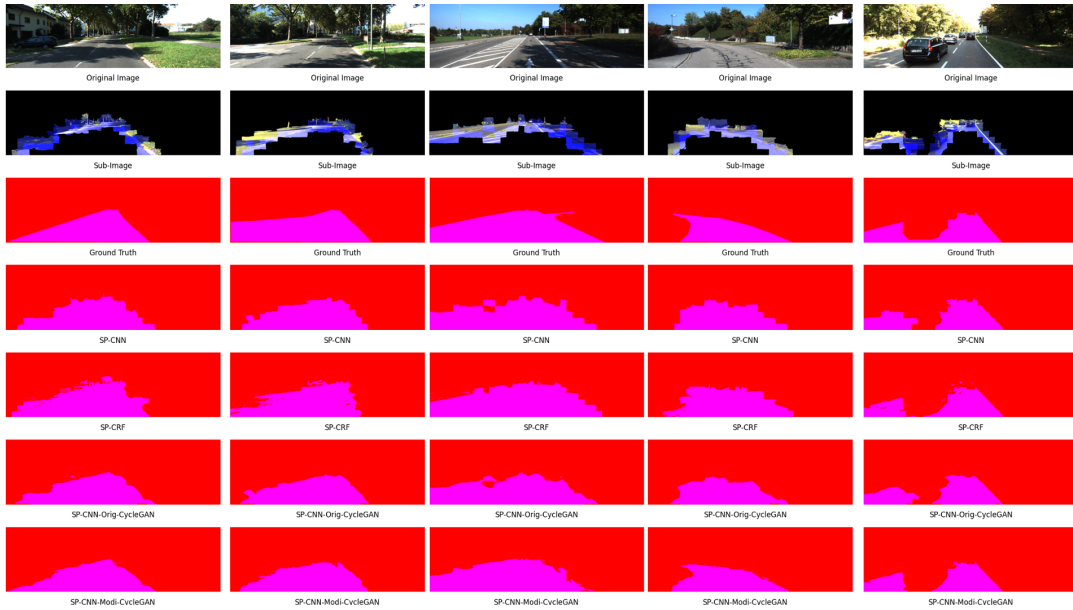 Original Image Original Image Original Image Original Image Original Image
Sub-Image Sub-Image Sub-Image Sub-Image Sub-Image
Ground Truth Ground Truth Ground Truth Ground Truth Ground Truth
SP-CNN SP-CNN SP-CNN SP-CNN SP-CNN
SP-CRF SP-CRF SP-CRF SP-CRF SP-CRF
SP-CNN-Orig-CycleGAN SP-CNN-Orig-CycleGAN SP-CNN-Orig-CycleGAN SP-CNN-Orig-CycleGAN SP-CNN-Orig-CycleGAN
SP-CNN-Modi-CycleGAN SP-CNN-Modi-CycleGAN SP-CNN-Modi-CycleGAN SP-CNN-Modi-CycleGAN SP-CNN-Modi-CycleGAN